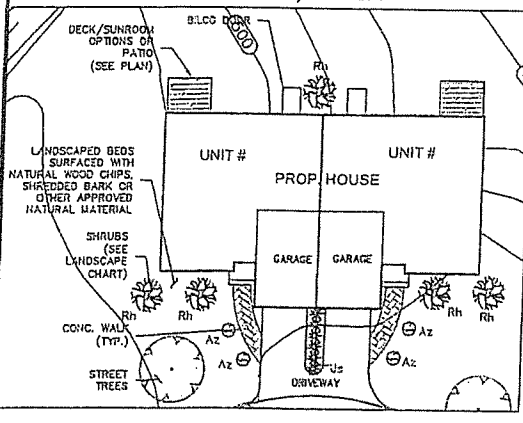 BILCO DOOR
DECK/SUNROOM
OPTIONS OR
PATIO
(SEE PLAN)
600
Rh
UNIT #
UNIT #
PROP. HOUSE
LANDSCAPED BEDS
SURFACED WITH
NATURAL WOOD CHIPS,
SHREDDED BARK OR
OTHER APPROVED
NATURAL MATERIAL
SHRUBS
(SEE
LANDSCAPE
CHART)
GARAGE
GARAGE
Rh
Rh
Rh
Rh
CONC. WALK
(TYP.)
Az
Az
Az
Az
STREET
TREES
DRIVEWAY